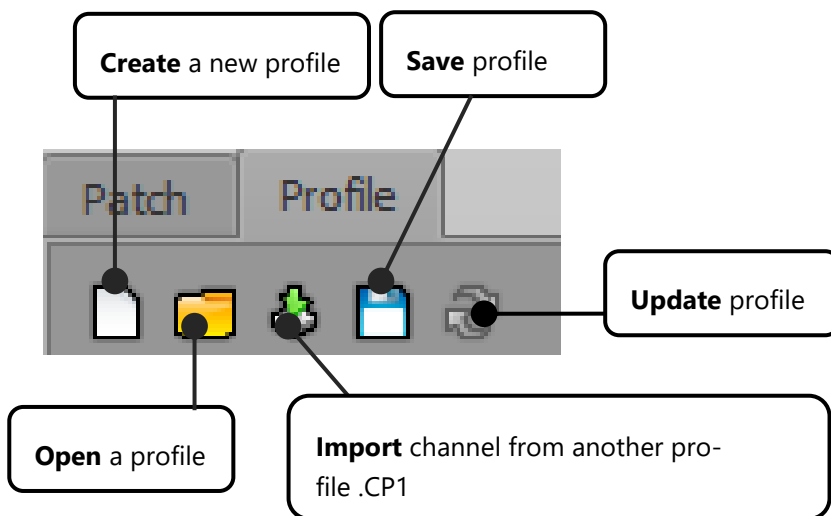 Create a new profile
Save profile
Patch
Profile
Update profile
Open a profile
Import channel from another pro-
file .CP1